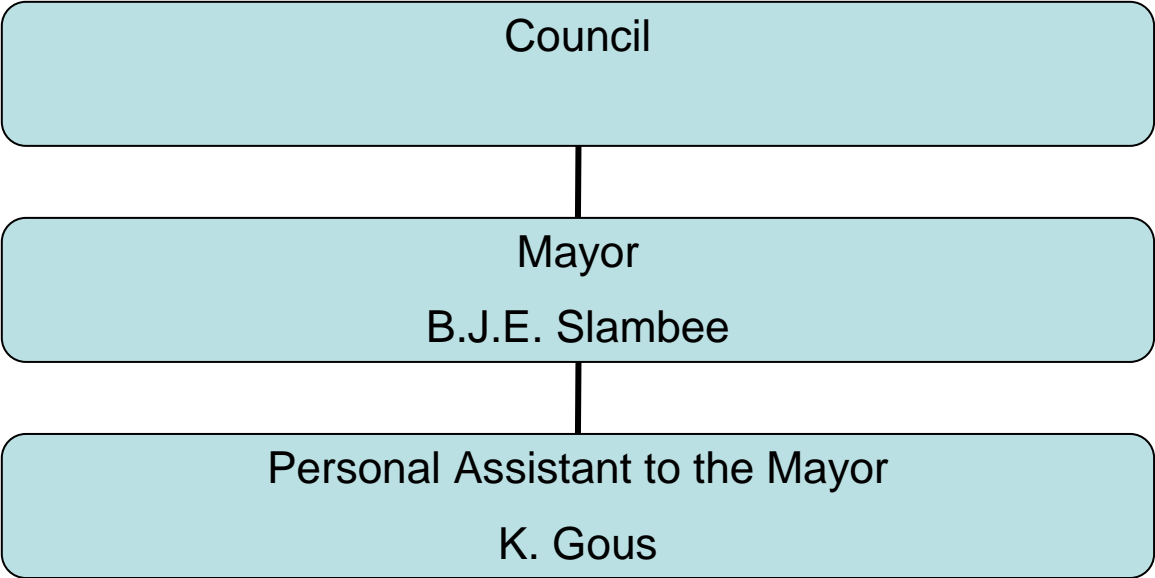 Council
Mayor
B.J.E. Slambee
Personal Assistant to the Mayor
K. Gous